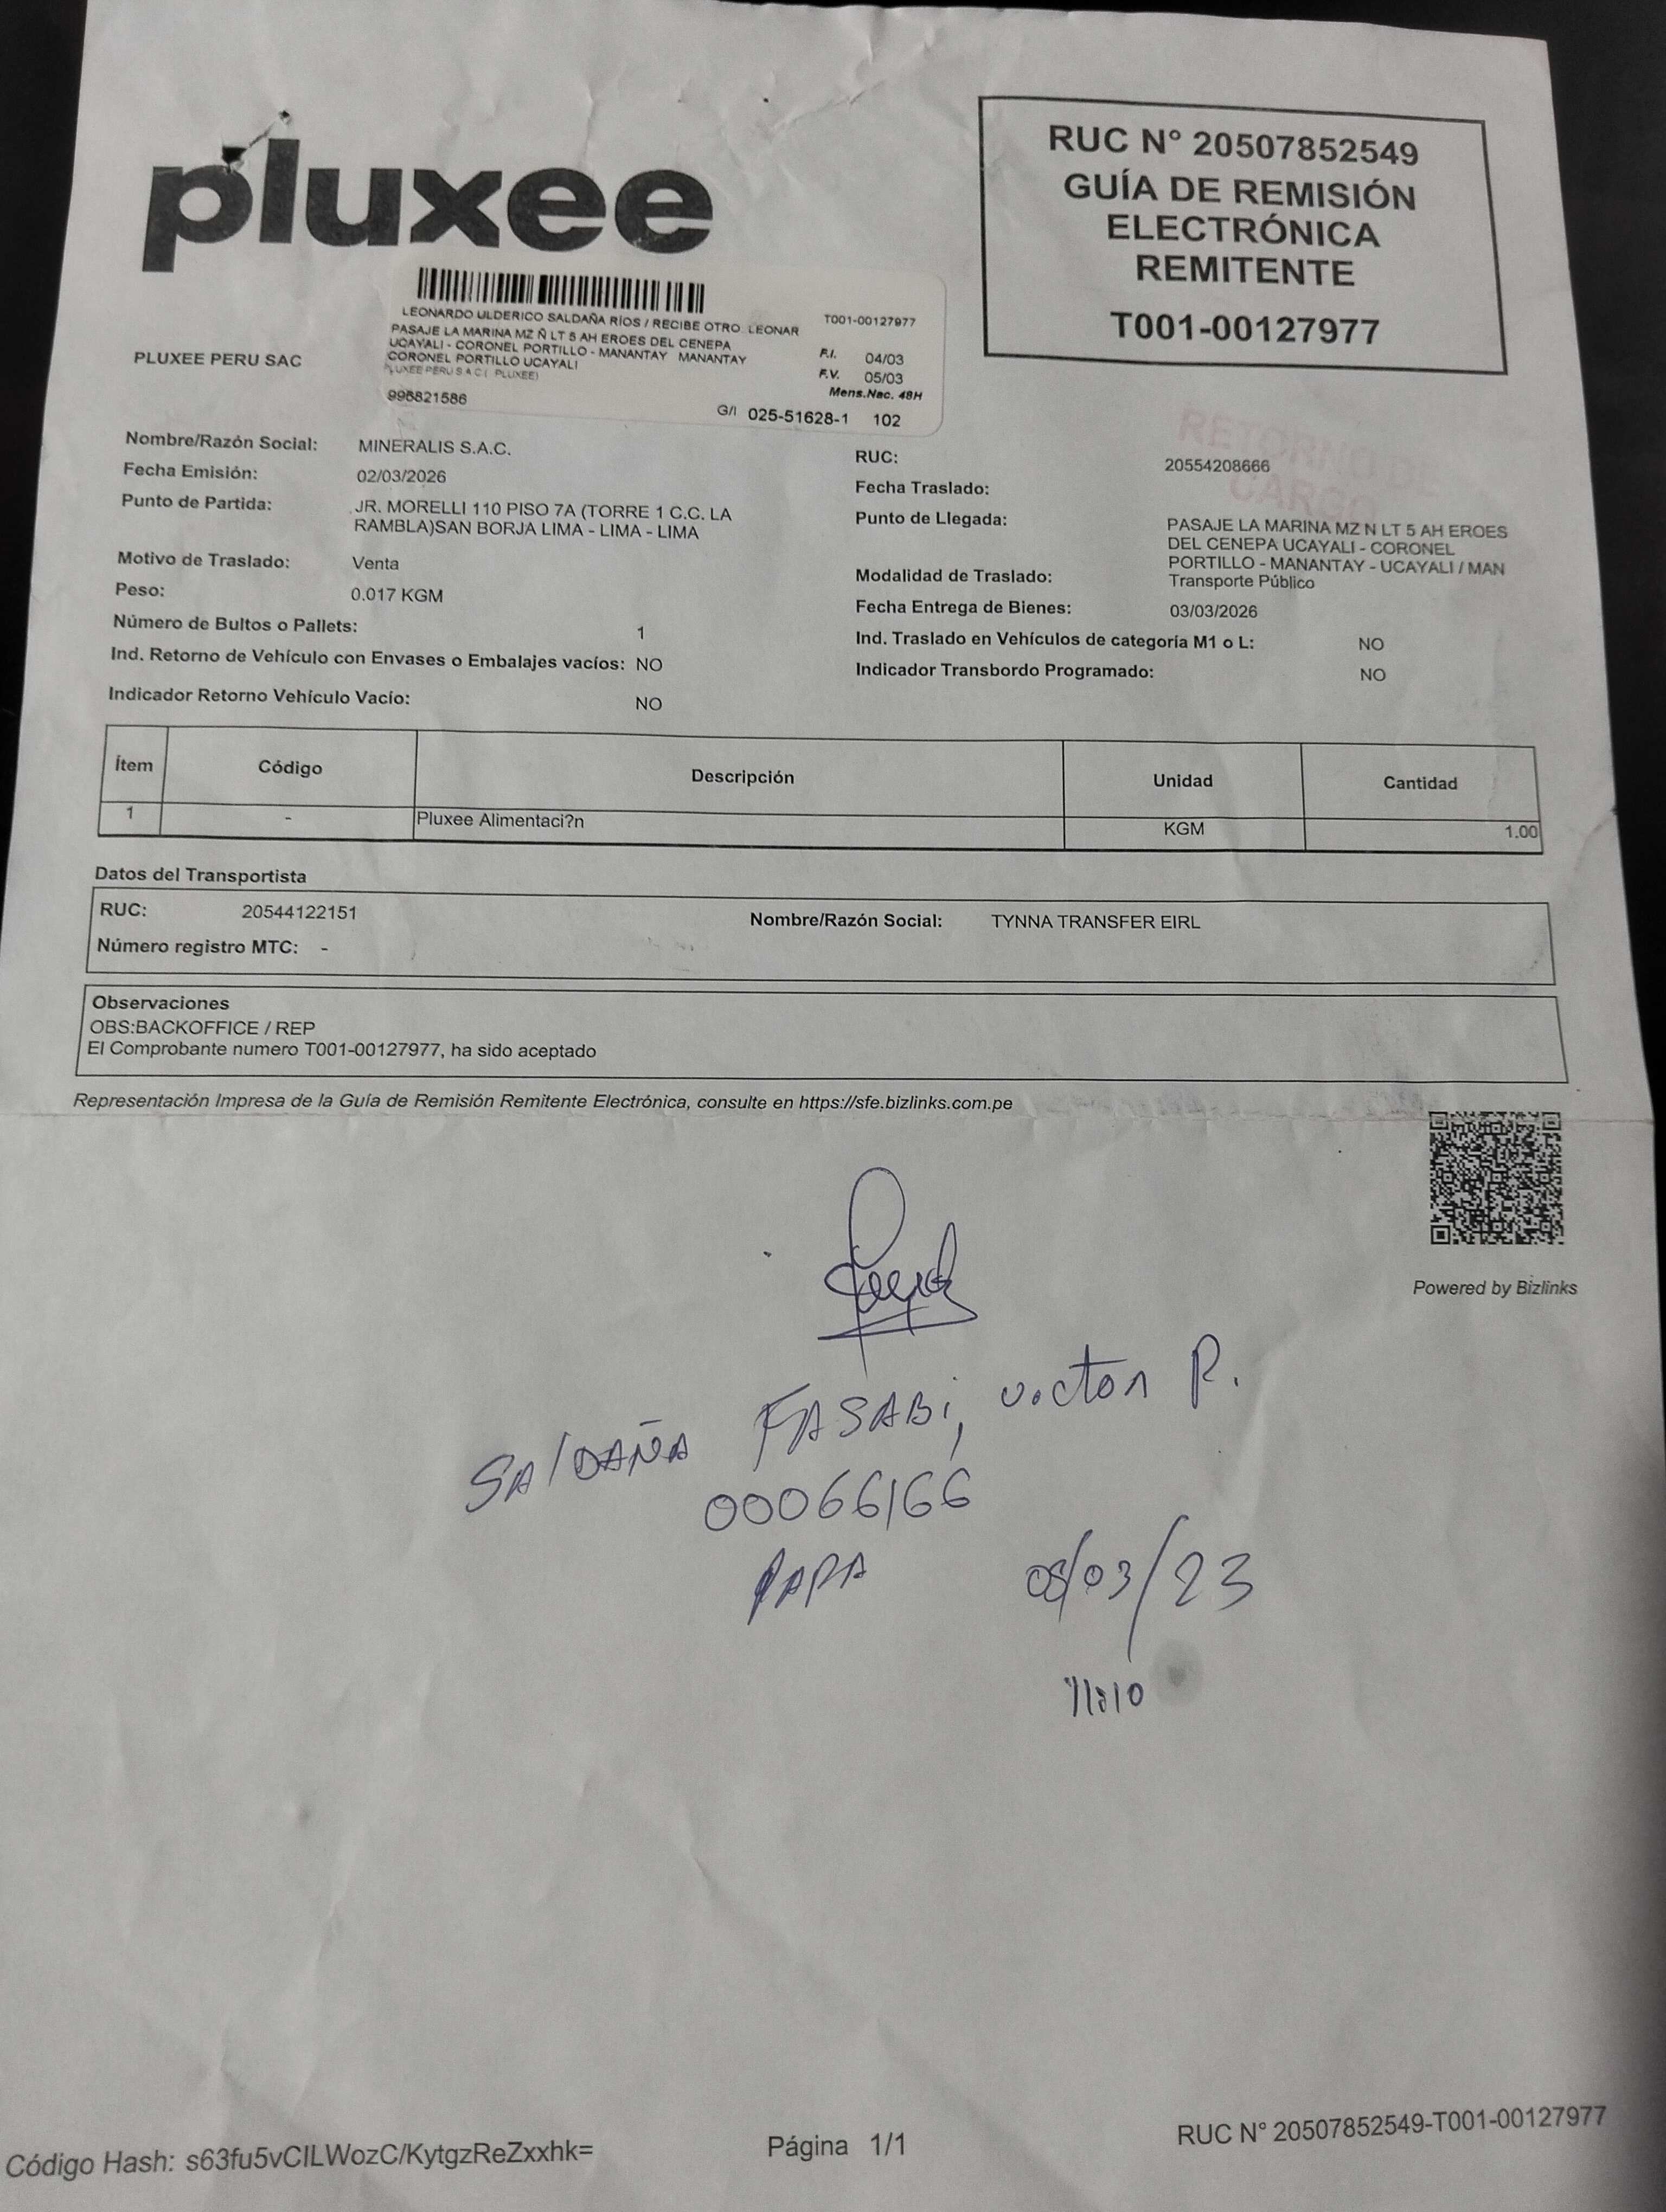 pluxee
RUC N° 20507852549
GUÍA DE REMISIÓN
ELECTRÓNICA
REMITENTE
T001-00127977
LEONARDO ULDERICO SALDAÑA RÍOS / RECIBE OTRO: LEONAR
T001-00127977
PASAJE LA MARINA MZ Ñ LT 5 AH EROES DEL CENEPA
UCAYALI - CORONEL PORTILLO - MANANTAY MANANTAY
CORONEL PORTILLO UCAYALI
PLUXEE PERU S A C ( PLUXEE)
F.I. 04/03
F.V. 05/03
Mens.Nac. 48H
996821586
G/I 025-51628-1 102
PLUXEE PERU SAC
RETORNO DE
CARGO
Nombre/Razón Social: MINERALIS S.A.C.
RUC: 20554208666
Fecha Emisión: 02/03/2026
Fecha Traslado:
Punto de Partida: JR. MORELLI 110 PISO 7A (TORRE 1 C.C. LA
RAMBLA)SAN BORJA LIMA - LIMA - LIMA
Punto de Llegada: PASAJE LA MARINA MZ N LT 5 AH EROES
DEL CENEPA UCAYALI - CORONEL
PORTILLO - MANANTAY - UCAYALI / MAN
Motivo de Traslado: Venta
Modalidad de Traslado: Transporte Público
Peso: 0.017 KGM
Fecha Entrega de Bienes: 03/03/2026
Número de Bultos o Pallets: 1
Ind. Traslado en Vehículos de categoría M1 o L: NO
Ind. Retorno de Vehículo con Envases o Embalajes vacíos: NO
Indicador Transbordo Programado: NO
Indicador Retorno Vehículo Vacío: NO
Ítem Código Descripción Unidad Cantidad
1 - Pluxee Alimentaci?n KGM 1.00
Datos del Transportista
RUC: 20544122151 Nombre/Razón Social: TYNNA TRANSFER EIRL
Número registro MTC: -
Observaciones
OBS:BACKOFFICE / REP
El Comprobante numero T001-00127977, ha sido aceptado
Representación Impresa de la Guía de Remisión Remitente Electrónica, consulte en https://sfe.bizlinks.com.pe
Powered by Bizlinks
SAlDAÑA FASABi, victor P.
00066166
PAPA 05/03/23
11:10
Código Hash: s63fu5vCILWozC/KytgzReZxxhk=
Página 1/1
RUC N° 20507852549-T001-00127977